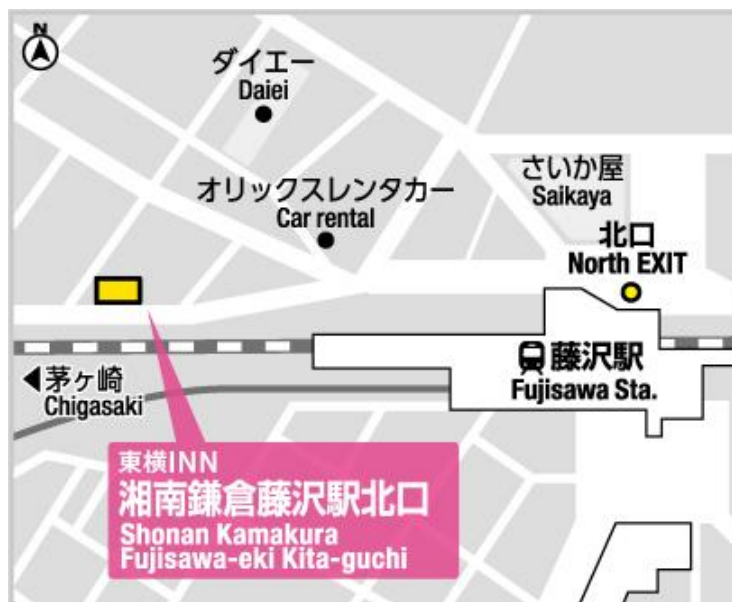 N
ダイエー
Daiei
オリックスレンタカー
Car rental
さいか屋
Saikaya
北口
North EXIT
藤沢駅
Fujisawa Sta.
茅ヶ崎
Chigasaki
東横INN
湘南鎌倉藤沢駅北口
Shonan Kamakura
Fujisawa-eki Kita-guchi